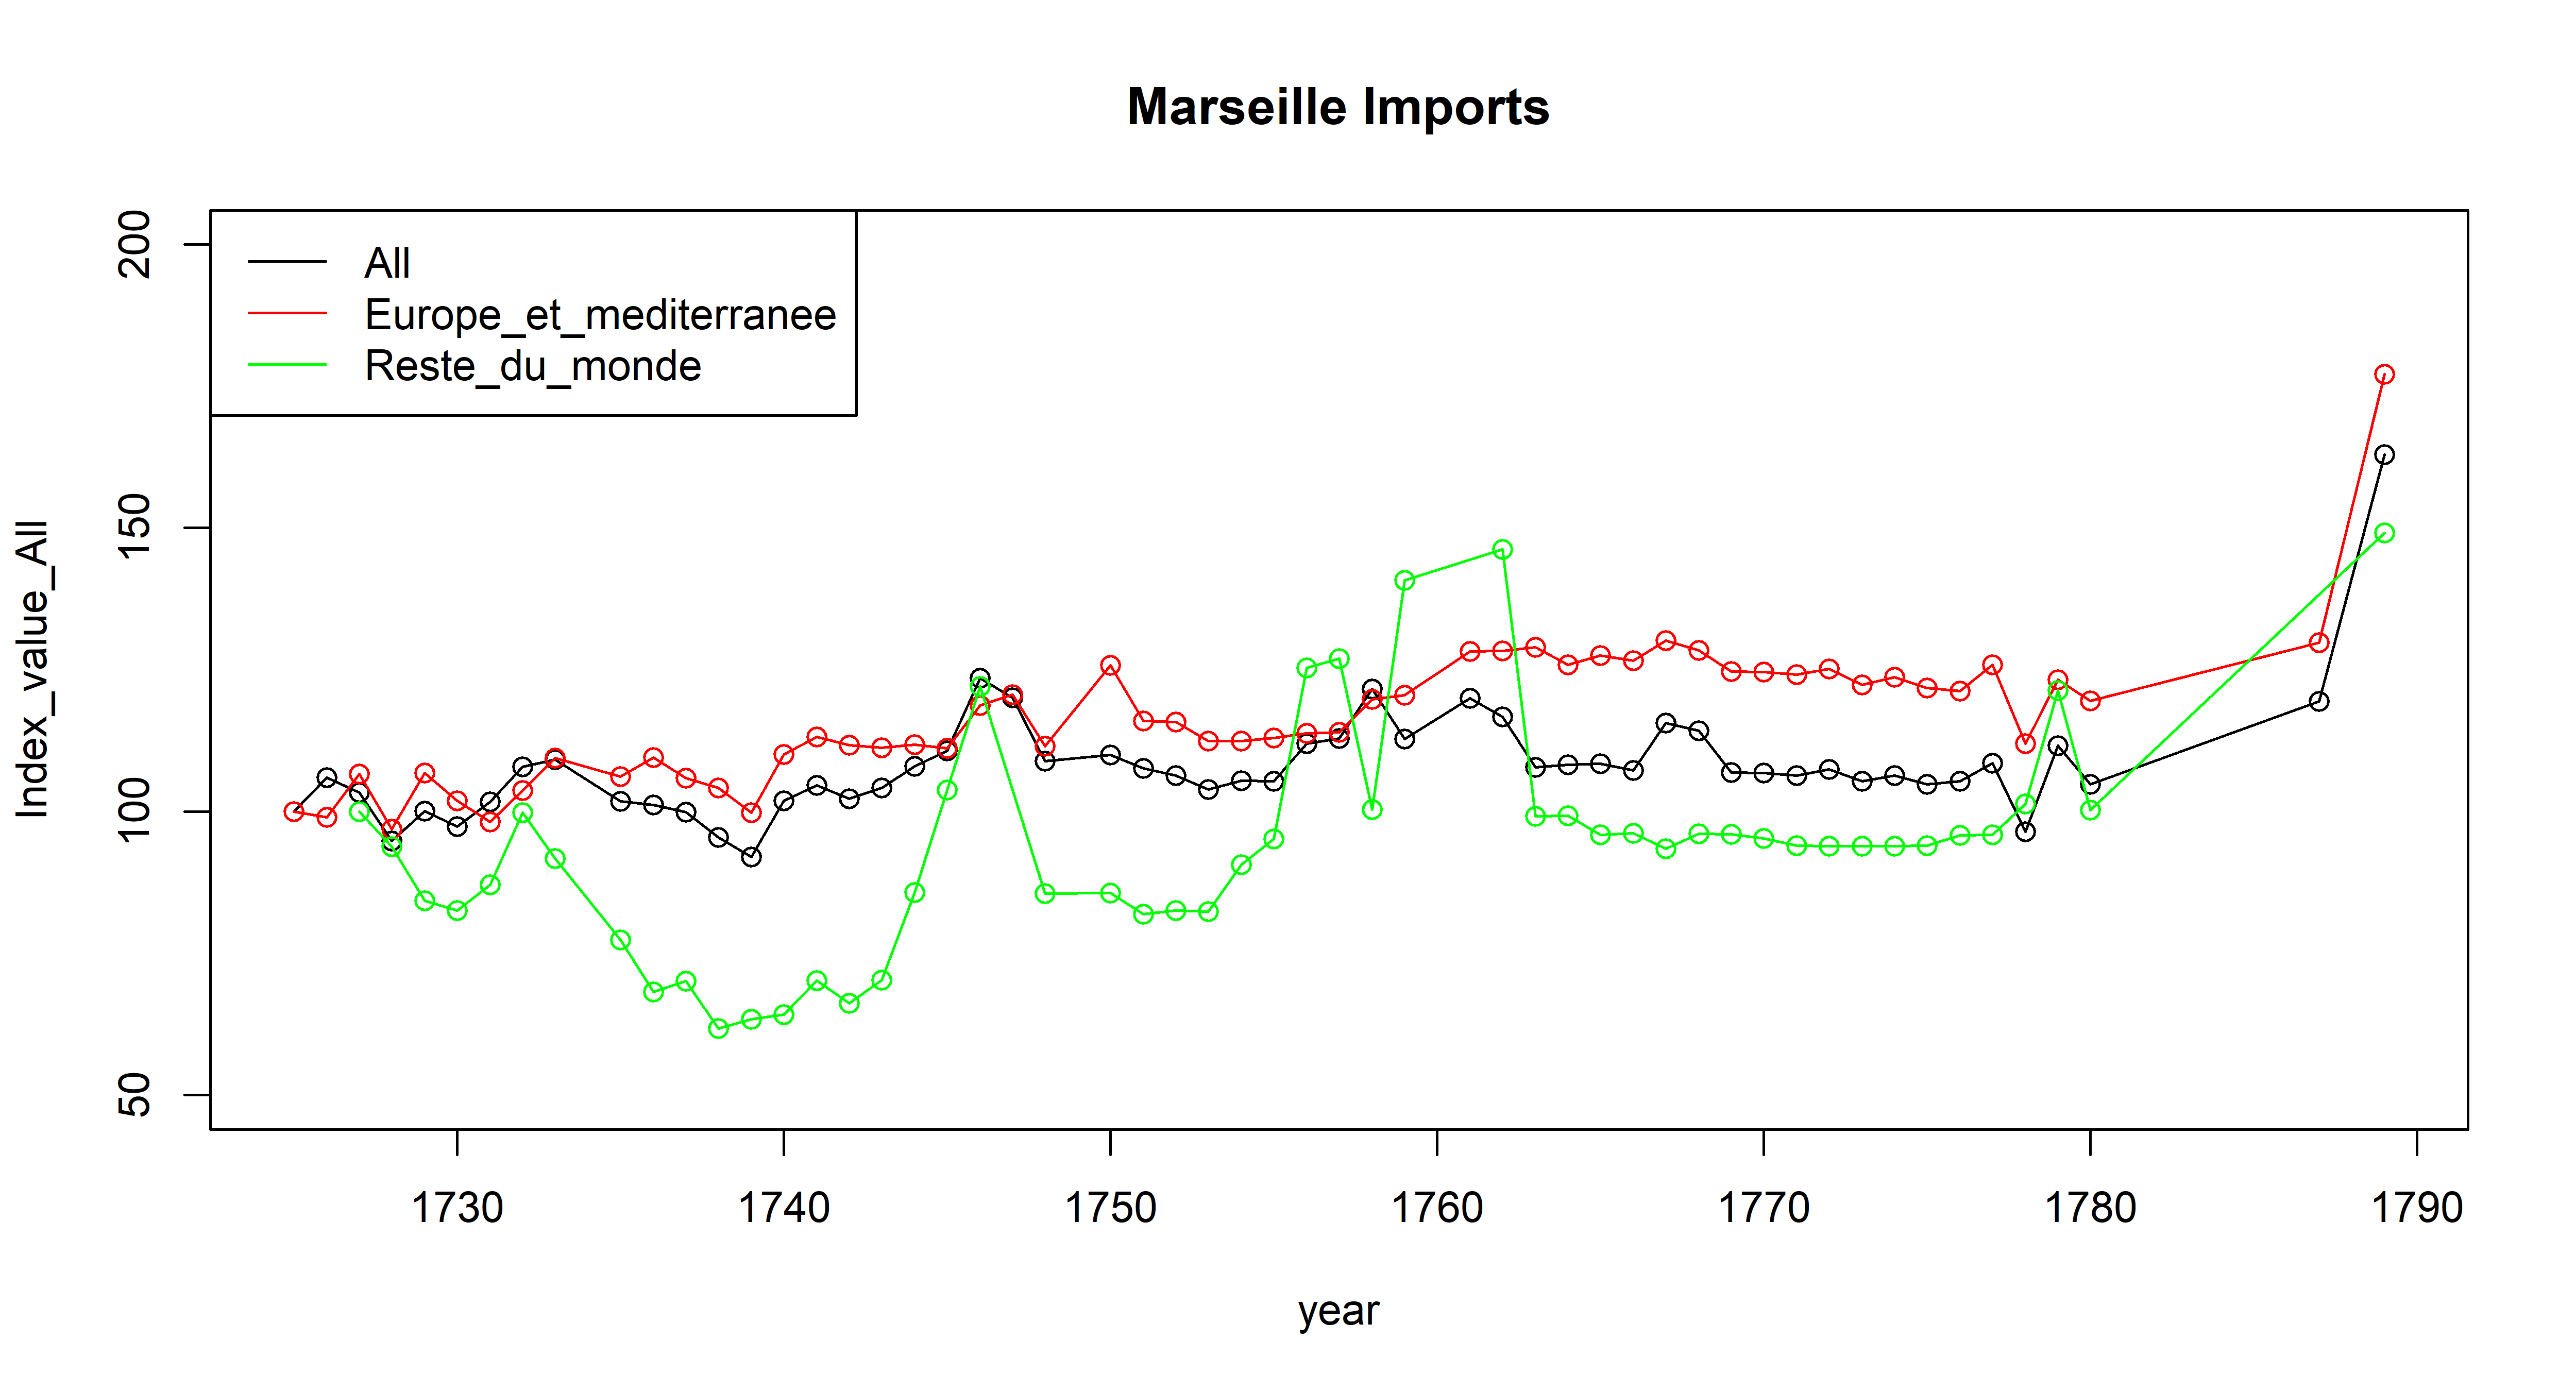 Marseille Imports
All
Europe_et_mediterranee
Reste_du_monde
Index_value_All
200
150
100
50
1730 1740 1750 1760 1770 1780 1790
year